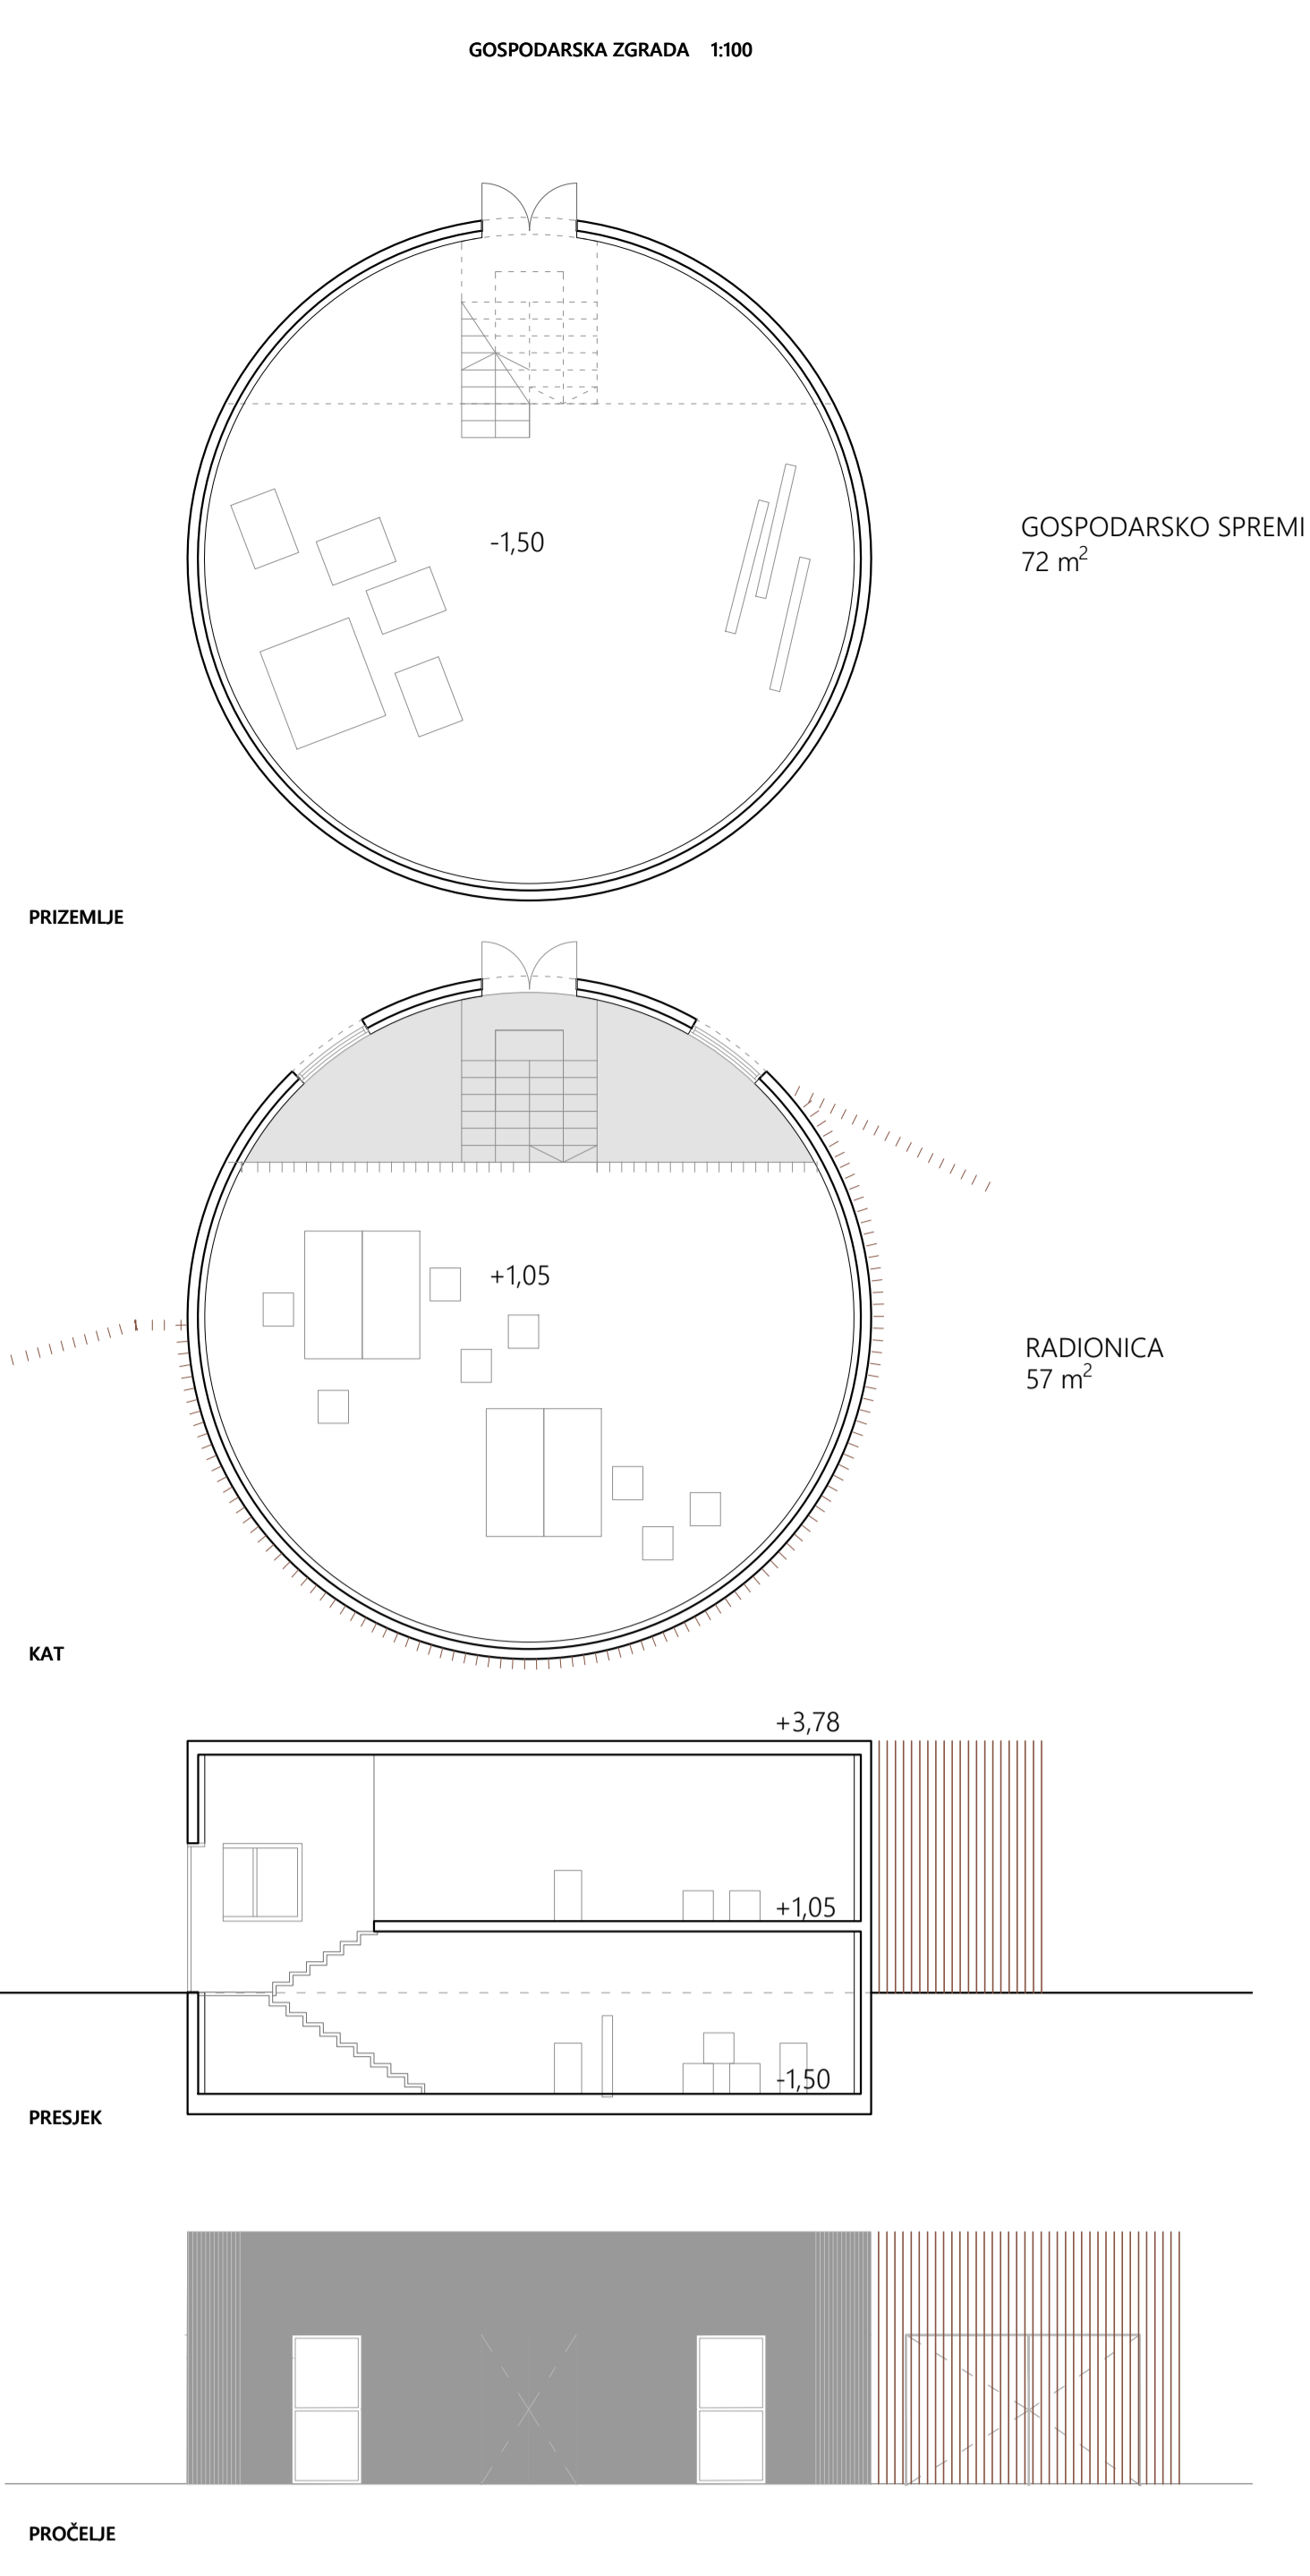 GOSPODARSKA ZGRADA 1:100
-1,50
GOSPODARSKO SPREMI
72 m²
PRIZEMLJE
+1,05
RADIONICA
57 m²
KAT
+3,78
+1,05
-1,50
PRESJEK
PROČELJE